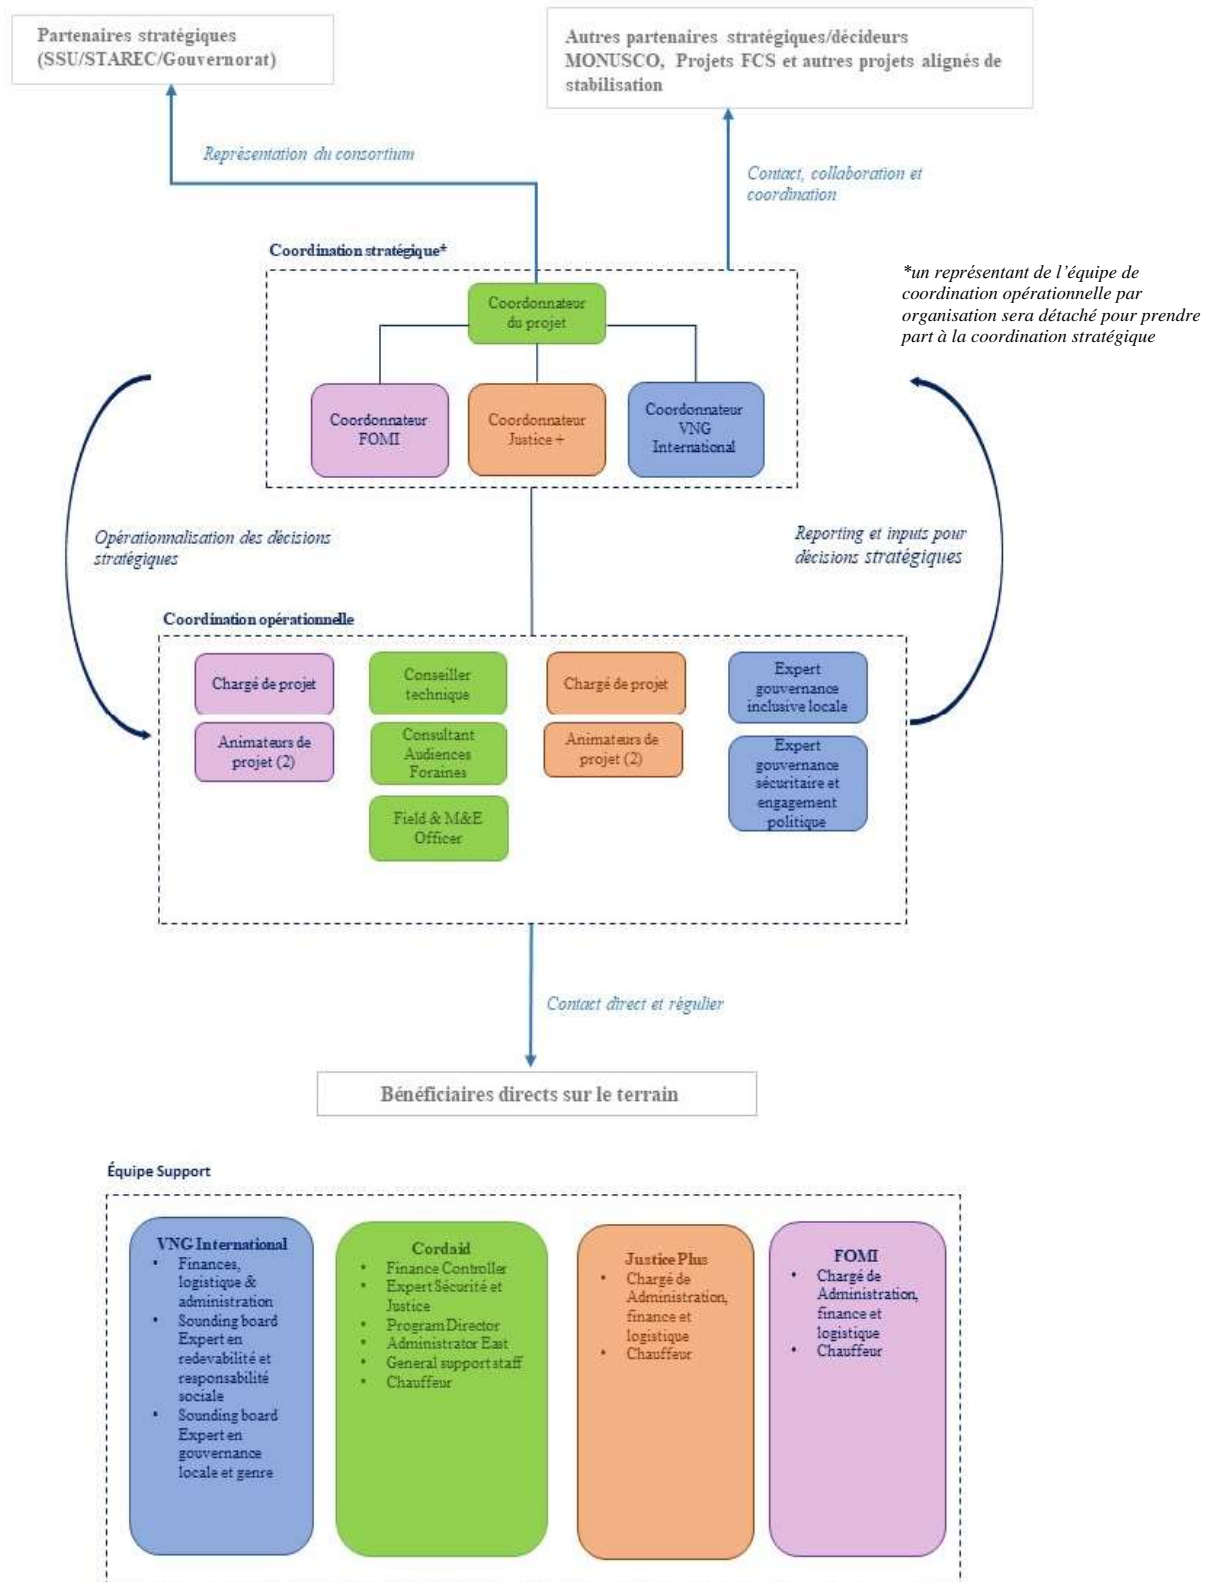 Partenaires stratégiques
(SSU/STAREC/Gouvernorat)
Autres partenaires stratégiques/décideurs
MONUSCO, Projets FCS et autres projets alignés de
stabilisation
Représentation du consortium
Contact, collaboration et
coordination
Coordination stratégique*
*un représentant de l’équipe de
coordination opérationnelle par
organisation sera détaché pour prendre
part à la coordination stratégique
Coordonnateur
du projet
Coordonnateur
FOMI
Coordonnateur
Justice +
Coordonnateur
VNG
International
Opérationnalisation des décisions
stratégiques
Reporting et inputs pour
décisions stratégiques
Coordination opérationnelle
Chargé de projet
Animateurs de
projet (2)
Conseiller
technique
Consultant
Audiences
Foraines
Field & M&E
Officer
Chargé de projet
Animateurs de
projet (2)
Expert
gouvernance
inclusive locale
Expert
gouvernance
sécuritaire et
engagement
politique
Contact direct et régulier
Bénéficiaires directs sur le terrain
Équipe Support
VNG International
• Finances,
logistique &
administration
• Sounding board
Expert en
redevabilité et
responsabilité
sociale
• Sounding board
Expert en
gouvernance
locale et genre
Cordaid
• Finance Controller
• Expert Sécurité et
Justice
• Program Director
• Administrator East
• General support staff
• Chauffeur
Justice Plus
• Chargé de
Administration,
finance et
logistique
• Chauffeur
FOMI
• Chargé de
Administration,
finance et
logistique
• Chauffeur